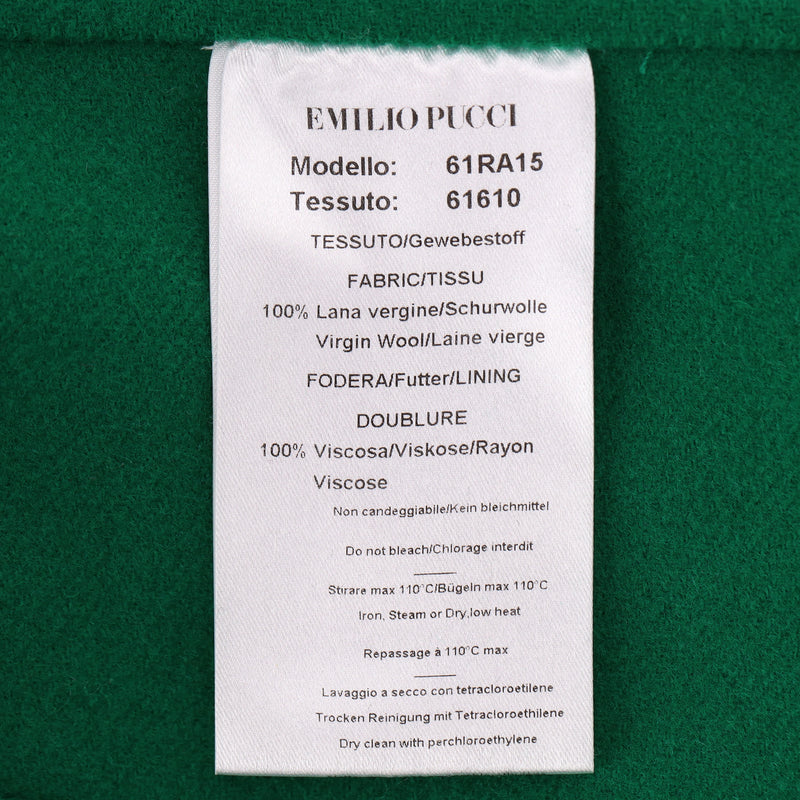 EMILIO PUCCI
Modello: 61RA15
Tessuto: 61610
TESSUTO/Gewebestoff
FABRIC/TISSU
100% Lana vergine/Schurwolle
Virgin Wool/Laine vierge
FODERA/Futter/LINING
DOUBLURE
100% Viscosa/Viskose/Rayon
Viscose
Non candeggiabile/Kein bleichmittel
Do not bleach/Chlorage interdit
Stirare max 110°C/Bügeln max 110°C
Iron, Steam or Dry,low heat
Repassage à 110°C max
Lavaggio a secco con tetracloroetilene
Trocken Reinigung mit Tetracloroethilene
Dry clean with perchloroethylene